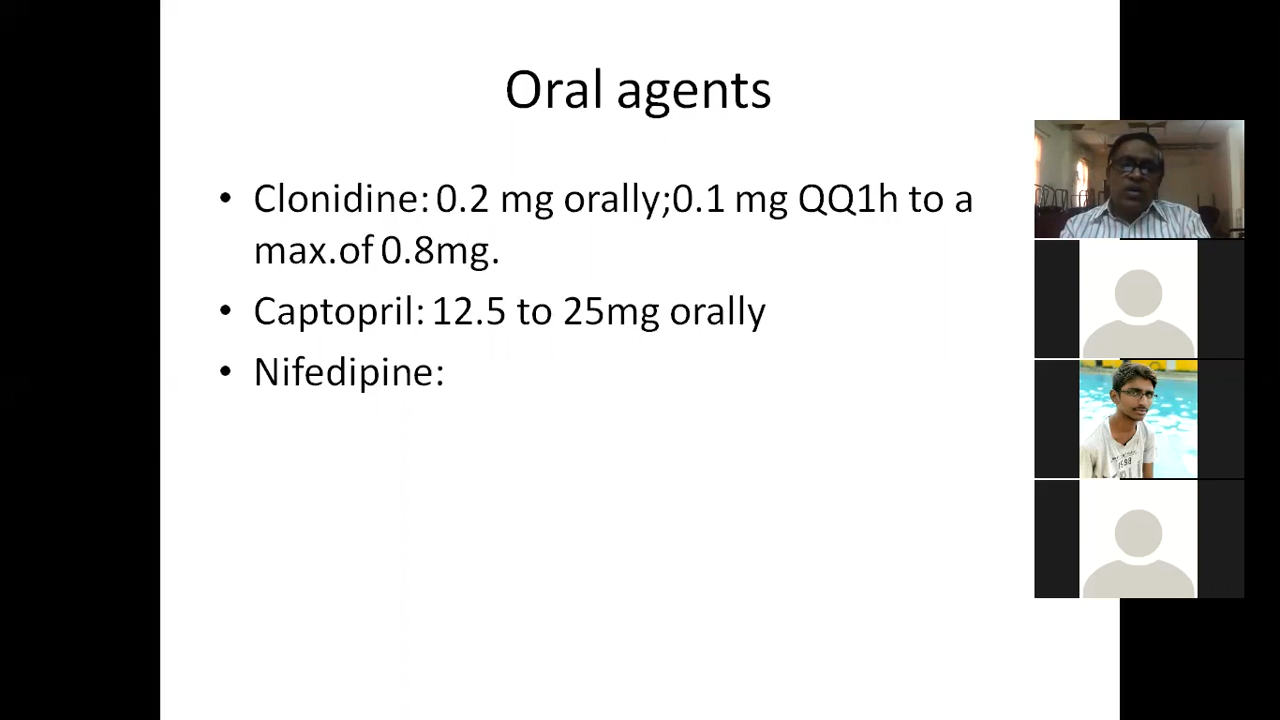 Oral agents
• Clonidine: 0.2 mg orally;0.1 mg QQ1h to a
max.of 0.8mg.
• Captopril: 12.5 to 25mg orally
• Nifedipine: